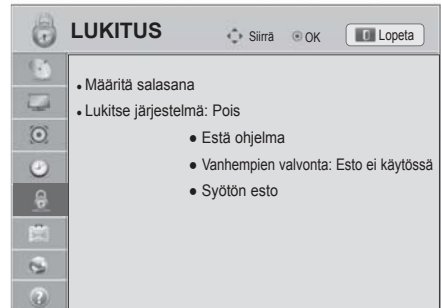 LUKITUS
Siirrä OK Lopeta
• Määritä salasana
• Lukitse järjestelmä: Pois
● Estä ohjelma
● Vanhempien valvonta: Esto ei käytössä
● Syötön esto